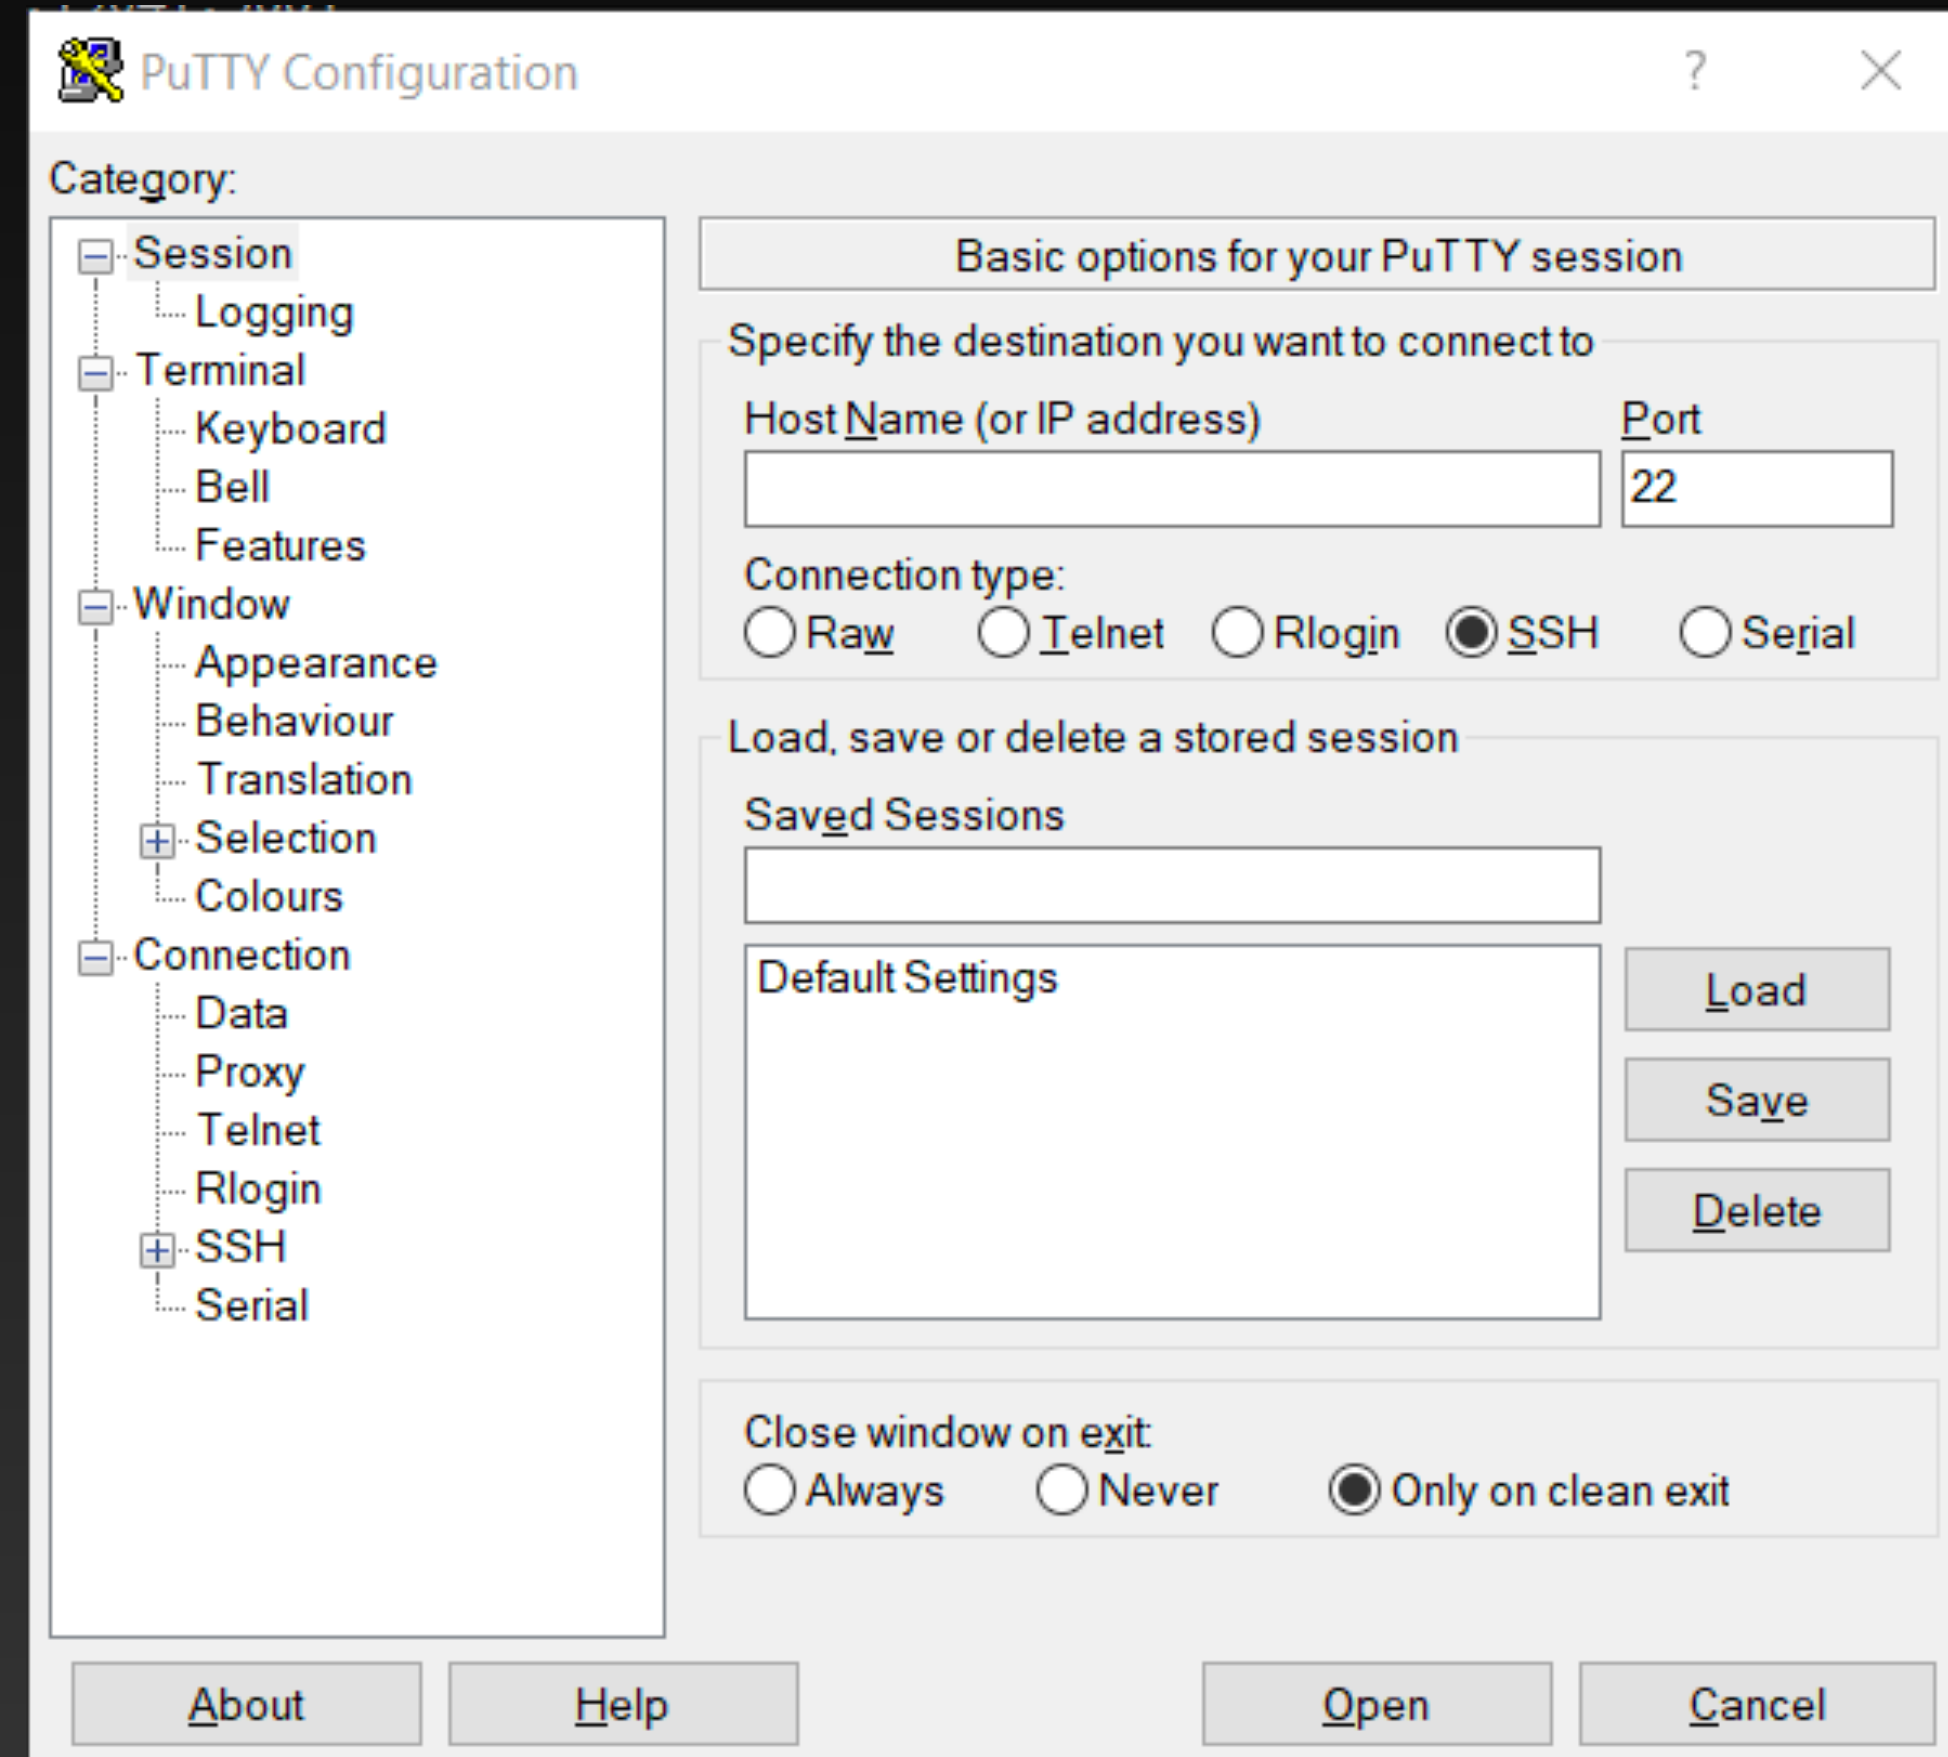 PuTTY Configuration
?
Category:
Session
Logging
Terminal
Keyboard
Bell
Features
Window
Appearance
Behaviour
Translation
Selection
Colours
Connection
Data
Proxy
Telnet
Rlogin
SSH
Serial
Basic options for your PuTTY session
Specify the destination you want to connect to
Host Name (or IP address) Port
22
Connection type:
Raw Telnet Rlogin SSH Serial
Load, save or delete a stored session
Saved Sessions
Default Settings
Load
Save
Delete
Close window on exit:
Always Never Only on clean exit
About Help Open Cancel